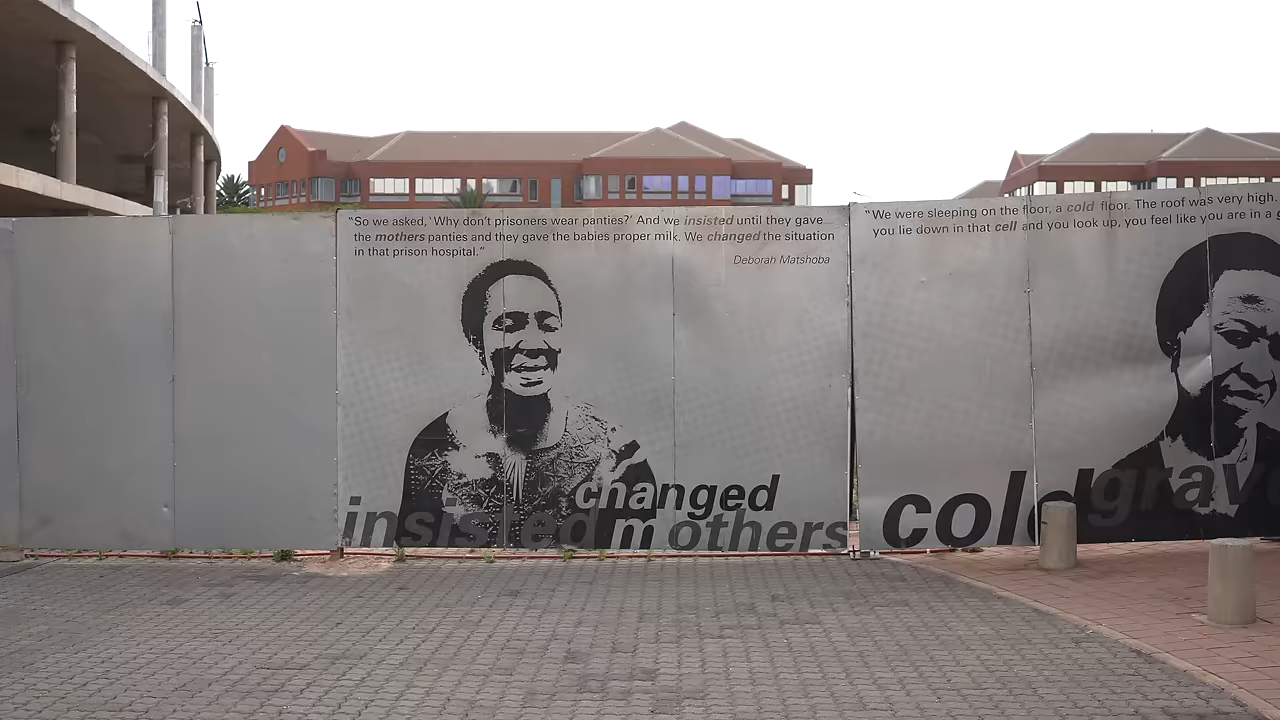 "So we asked, 'Why don't prisoners wear panties?' And we insisted until they gave
the mothers panties and they gave the babies proper milk. We changed the situation
in that prison hospital."
Deborah Matshoba
changed
insisted mothers
"We were sleeping on the floor, a cold floor. The roof was very high.
you lie down in that cell and you look up, you feel like you are in a
cold grave